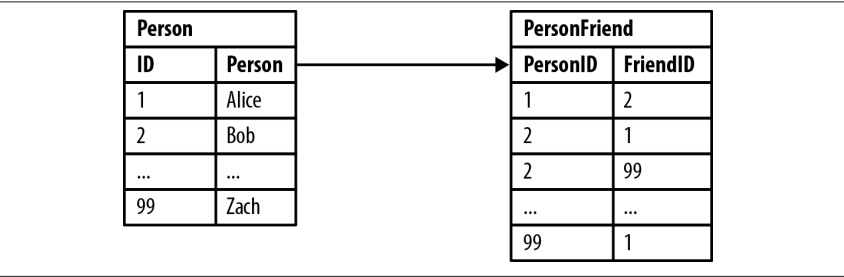 Person
ID Person
1 Alice
2 Bob
... ...
99 Zach
PersonFriend
PersonID FriendID
1 2
2 1
2 99
... ...
99 1